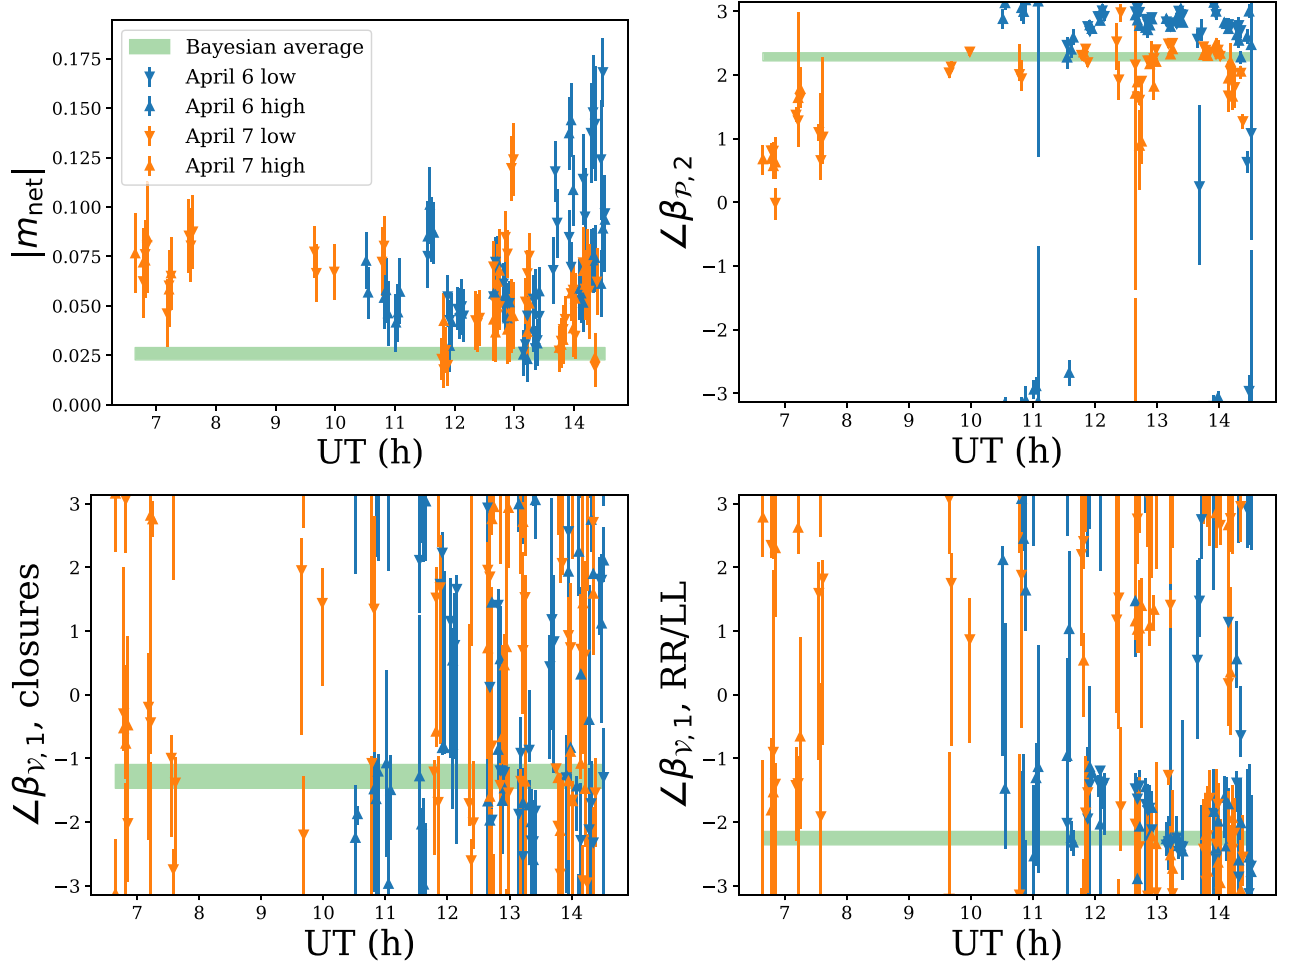 |m_net|
0.175
0.150
0.125
0.100
0.075
0.050
0.025
0.000
Bayesian average
April 6 low
April 6 high
April 7 low
April 7 high
7 8 9 10 11 12 13 14
UT (h)
∠β_𝒫,2
3
2
1
0
−1
−2
−3
7 8 9 10 11 12 13 14
UT (h)
∠β_𝒱,1, closures
3
2
1
0
−1
−2
−3
7 8 9 10 11 12 13 14
UT (h)
∠β_𝒱,1, RR/LL
3
2
1
0
−1
−2
−3
7 8 9 10 11 12 13 14
UT (h)